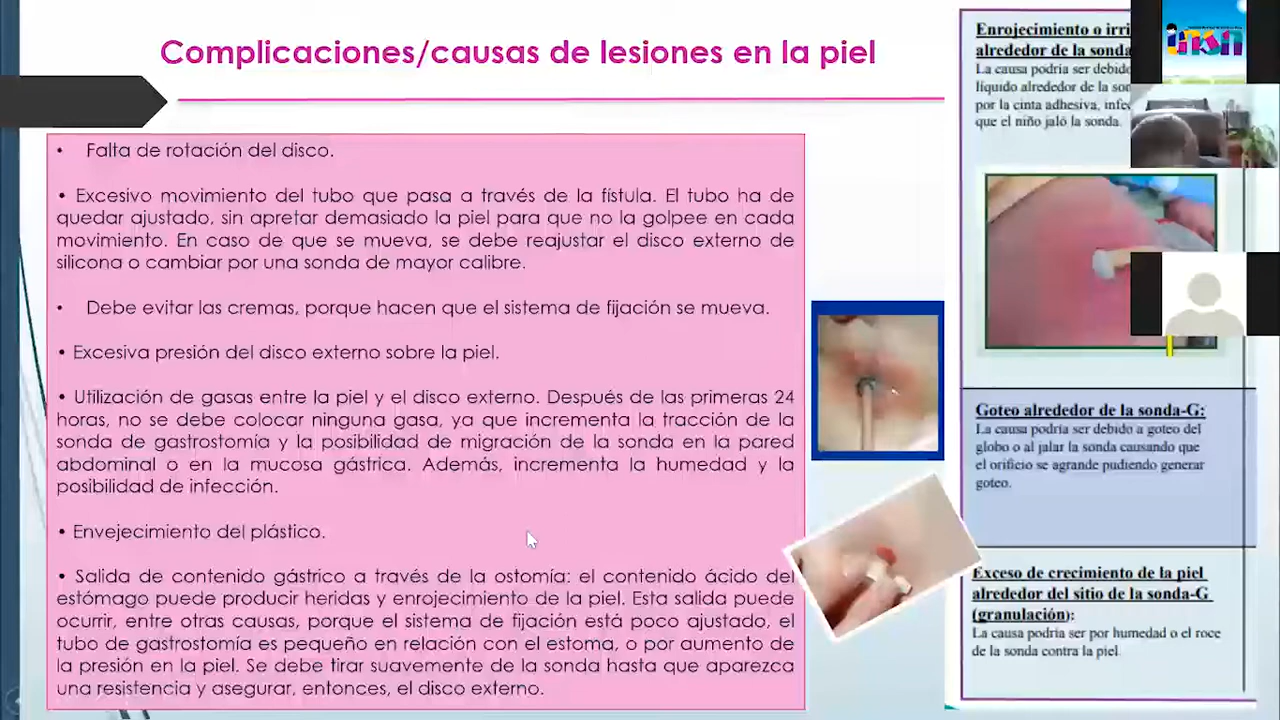 Complicaciones/causas de lesiones en la piel
• Falta de rotación del disco.
• Excesivo movimiento del tubo que pasa a través de la fístula. El tubo ha de
quedar ajustado, sin apretar demasiado la piel para que no la golpee en cada
movimiento. En caso de que se mueva, se debe reajustar el disco externo de
silicona o cambiar por una sonda de mayor calibre.
• Debe evitar las cremas, porque hacen que el sistema de fijación se mueva.
• Excesiva presión del disco externo sobre la piel.
• Utilización de gasas entre la piel y el disco externo. Después de las primeras 24
horas, no se debe colocar ninguna gasa, ya que incrementa la tracción de la
sonda de gastrostomía y la posibilidad de migración de la sonda en la pared
abdominal o en la mucosa gástrica. Además, incrementa la humedad y la
posibilidad de infección.
• Envejecimiento del plástico.
• Salida de contenido gástrico a través de la ostomía: el contenido ácido del
estómago puede producir heridas y enrojecimiento de la piel. Esta salida puede
ocurrir, entre otras causas, porque el sistema de fijación está poco ajustado, el
tubo de gastrostomía es pequeño en relación con el estoma, o por aumento de
la presión en la piel. Se debe tirar suavemente de la sonda hasta que aparezca
una resistencia y asegurar, entonces, el disco externo.
Enrojecimiento o irri
alrededor de la sonda
La causa podría ser debido
líquido alrededor de la son
por la cinta adhesiva, infec
que el niño jaló la sonda.
Goteo alrededor de la sonda-G:
La causa podría ser debido a goteo del
globo o al jalar la sonda causando que
el orificio se agrande pudiendo generar
goteo.
Exceso de crecimiento de la piel
alrededor del sitio de la sonda-G
(granulación):
La causa podría ser por humedad o el roce
de la sonda contra la piel.